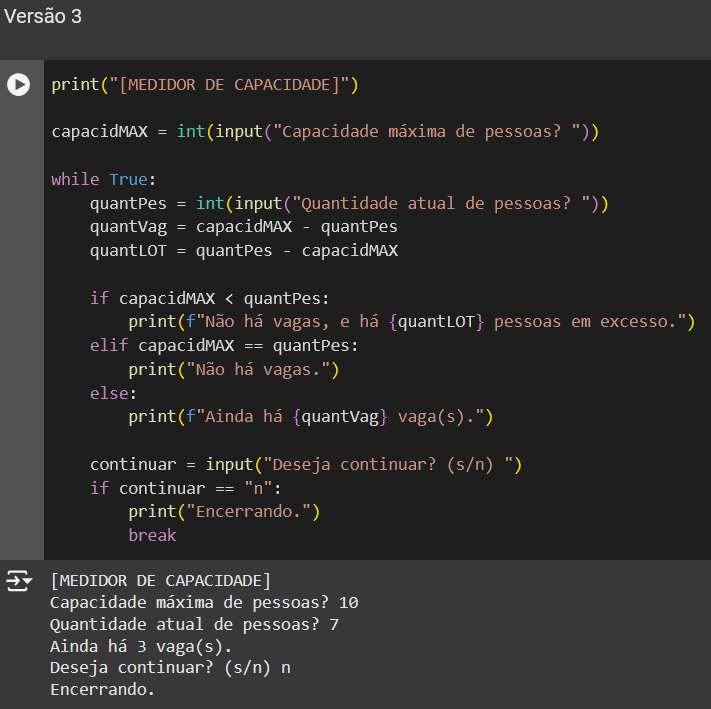 Versão 3
print("[MEDIDOR DE CAPACIDADE]")
capacidMAX = int(input("Capacidade máxima de pessoas? "))
while True:
    quantPes = int(input("Quantidade atual de pessoas? "))
    quantVag = capacidMAX - quantPes
    quantLOT = quantPes - capacidMAX
    if capacidMAX < quantPes:
        print(f"Não há vagas, e há {quantLOT} pessoas em excesso.")
    elif capacidMAX == quantPes:
        print("Não há vagas.")
    else:
        print(f"Ainda há {quantVag} vaga(s).")
    continuar = input("Deseja continuar? (s/n) ")
    if continuar == "n":
        print("Encerrando.")
        break
[MEDIDOR DE CAPACIDADE]
Capacidade máxima de pessoas? 10
Quantidade atual de pessoas? 7
Ainda há 3 vaga(s).
Deseja continuar? (s/n) n
Encerrando.